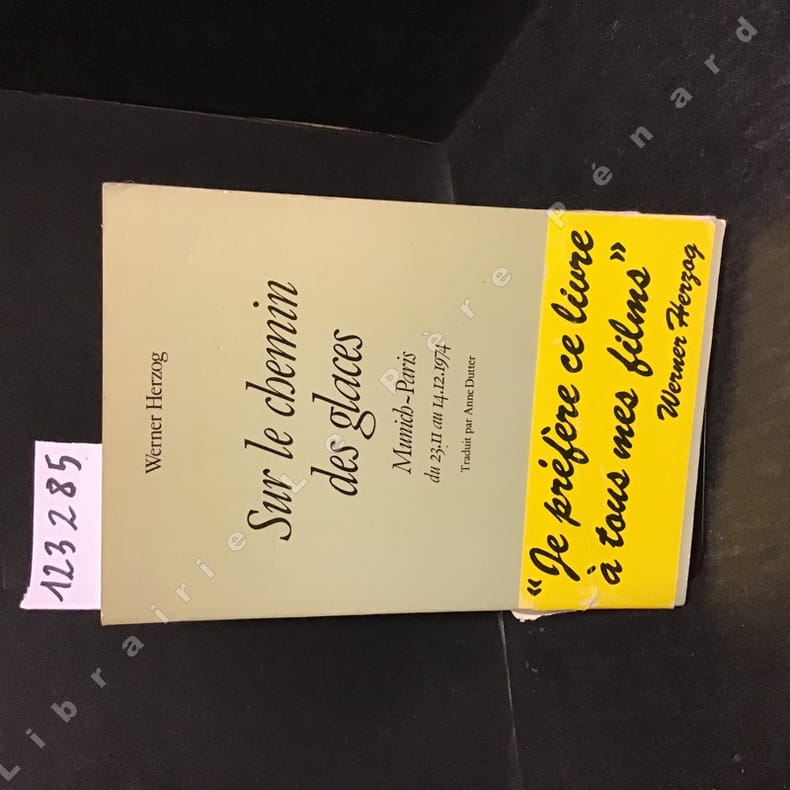 Werner Herzog
Sur le chemin
des glaces
Munich-Paris
du 23.11 au 14.12.1974
Traduit par Anne Dutter
« Je préfère ce livre
à tous mes films »
Werner Herzog
123285
Librairie Le Père Pénard